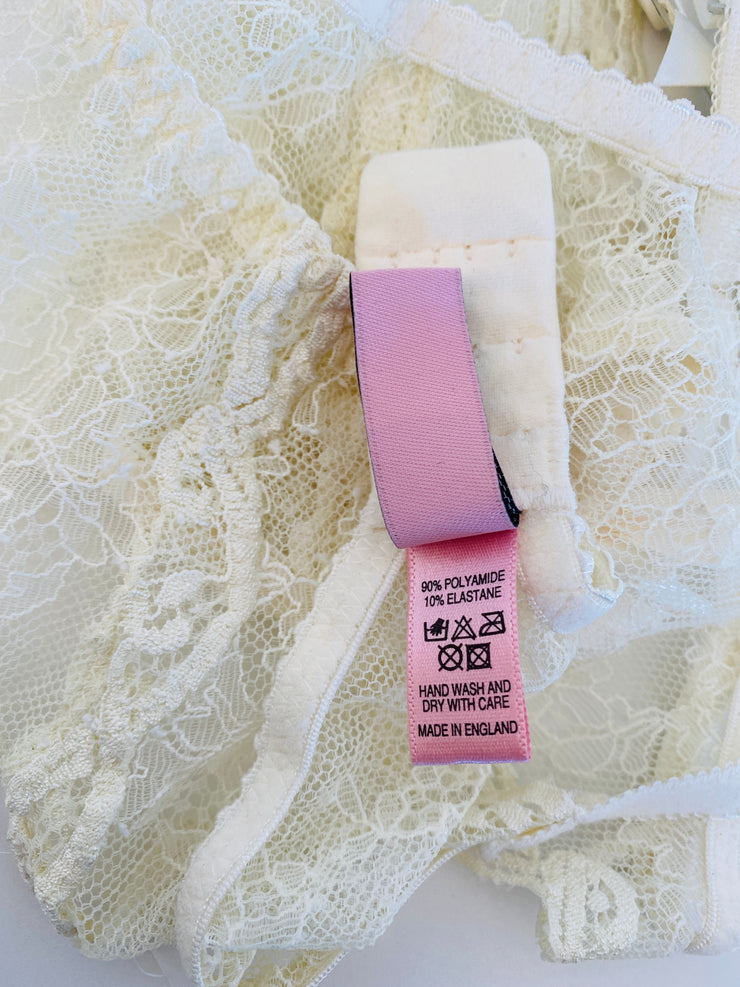 90% POLYAMIDE
10% ELASTANE
HAND WASH AND
DRY WITH CARE
MADE IN ENGLAND